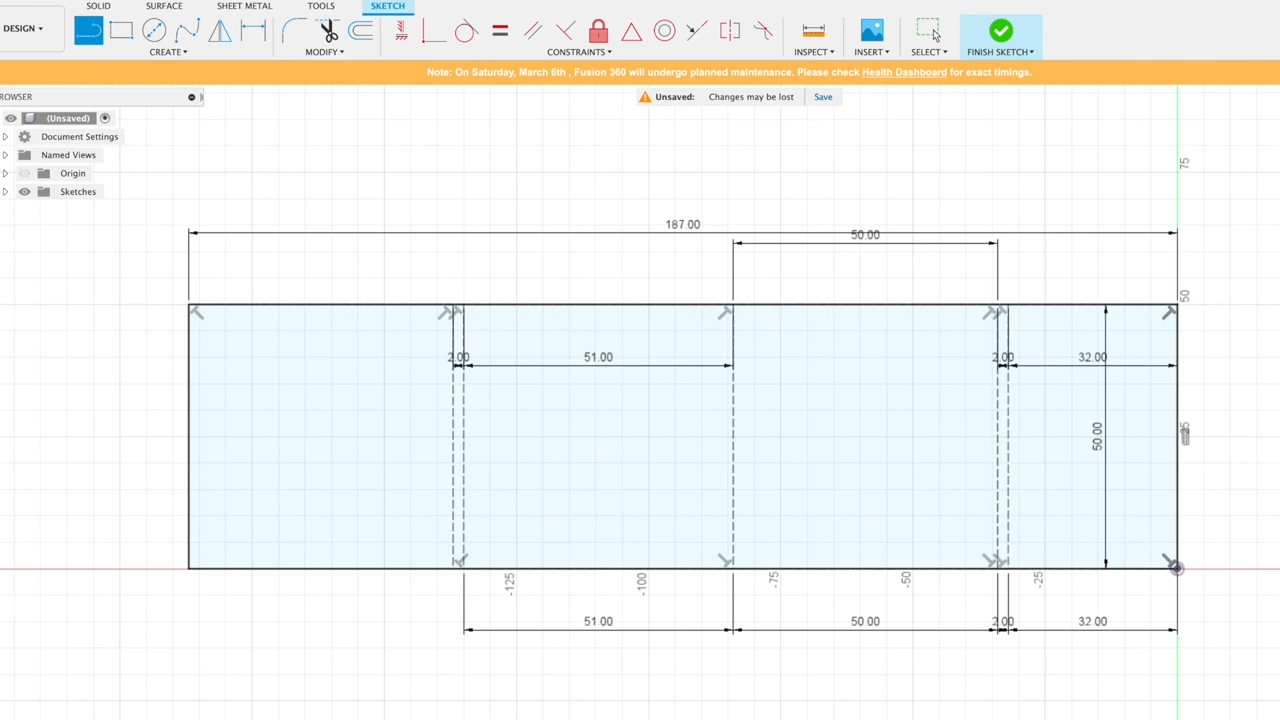 SOLID SURFACE SHEET METAL TOOLS SKETCH
DESIGN ▾
CREATE ▾ MODIFY ▾ CONSTRAINTS ▾ INSPECT ▾ INSERT ▾ SELECT ▾ FINISH SKETCH ▾
Note: On Saturday, March 6th , Fusion 360 will undergo planned maintenance. Please check Health Dashboard for exact timings.
ROWSER
Unsaved: Changes may be lost Save
(Unsaved)
Document Settings
Named Views
Origin
Sketches
75
187.00
50.00
50
2.00 51.00 2.00 32.00
50.00
25
-125 -100 -75 -50 -25
51.00 50.00 2.00 32.00